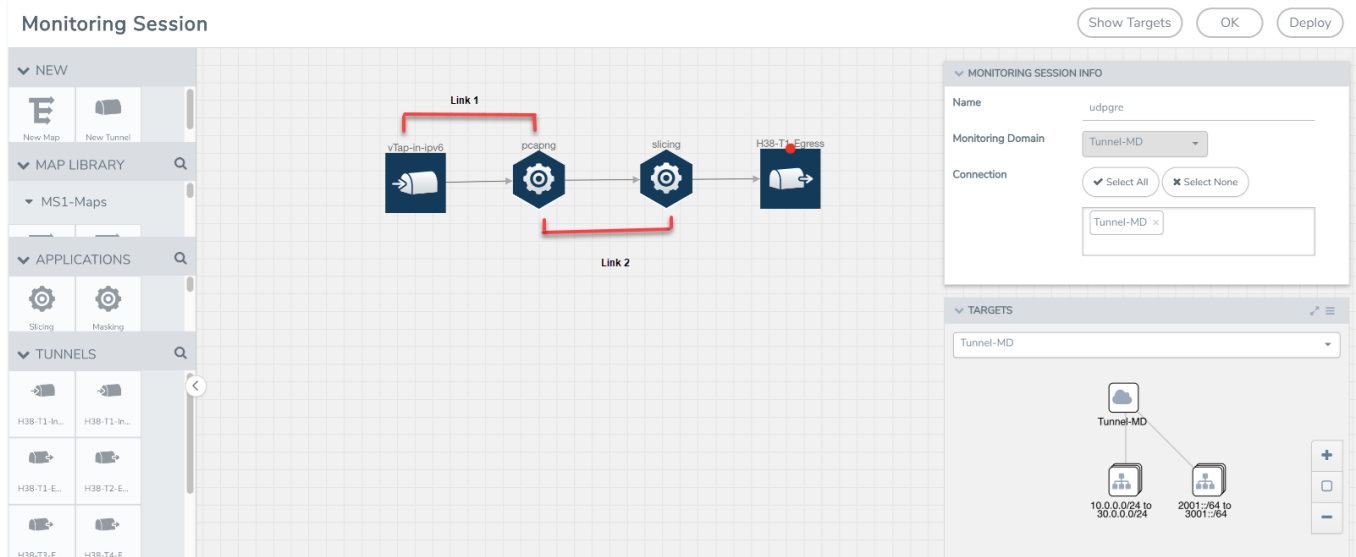 Monitoring Session
Show Targets
OK
Deploy
NEW
New Map
New Tunnel
MAP LIBRARY
MS1-Maps
APPLICATIONS
Slicing
Masking
TUNNELS
H38-T1-In...
H38-T1-In...
H38-T1-E...
H38-T2-E...
H38-T3-E
H38-T4-E
Link 1
vTap-in-ipv6
pcapng
slicing
H38-T1-Egress
Link 2
MONITORING SESSION INFO
Name
udpgre
Monitoring Domain
Tunnel-MD
Connection
Select All
Select None
Tunnel-MD ×
TARGETS
Tunnel-MD
Tunnel-MD
10.0.0.0/24 to
30.0.0.0/24
2001::/64 to
3001::/64